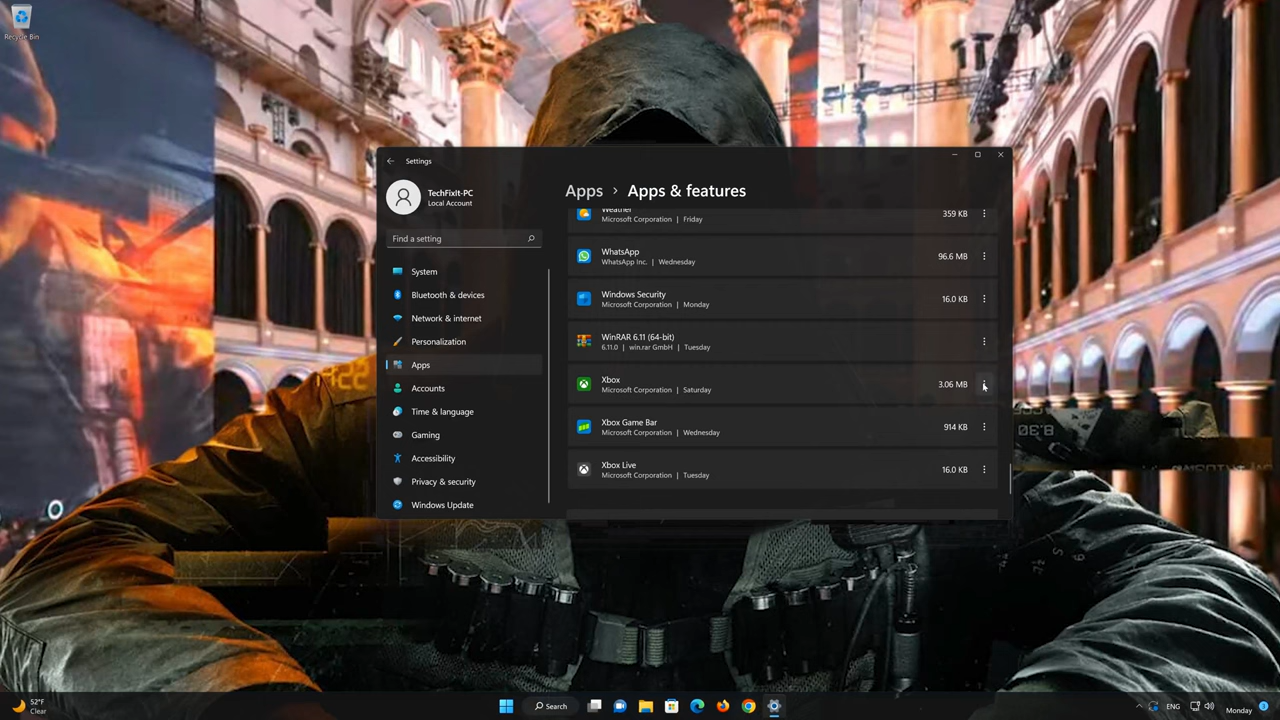 Recycle Bin
Settings
TechFixIt-PC
Local Account
Find a setting
System
Bluetooth & devices
Network & internet
Personalization
Apps
Accounts
Time & language
Gaming
Accessibility
Privacy & security
Windows Update
Apps > Apps & features
Weather
Microsoft Corporation | Friday
359 KB
WhatsApp
WhatsApp Inc. | Wednesday
96.6 MB
Windows Security
Microsoft Corporation | Monday
16.0 KB
WinRAR 6.11 (64-bit)
6.11.0 | win.rar GmbH | Tuesday
Xbox
Microsoft Corporation | Saturday
3.06 MB
Xbox Game Bar
Microsoft Corporation | Wednesday
914 KB
Xbox Live
Microsoft Corporation | Tuesday
16.0 KB
52°F
Clear
Search
ENG
Monday
3